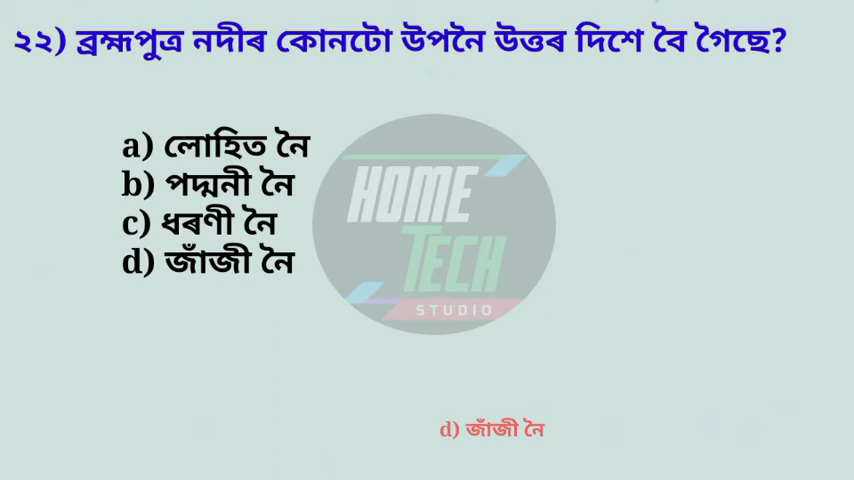 ২২) ব্ৰহ্মপুত্ৰ নদীৰ কোনটো উপনৈ উত্তৰ দিশে বৈ গৈছে?
a) লোহিত নৈ
b) পদ্মনী নৈ
c) ধৰণী নৈ
d) জাঁজী নৈ
HOME
TECH
STUDIO
d) জাঁজী নৈ